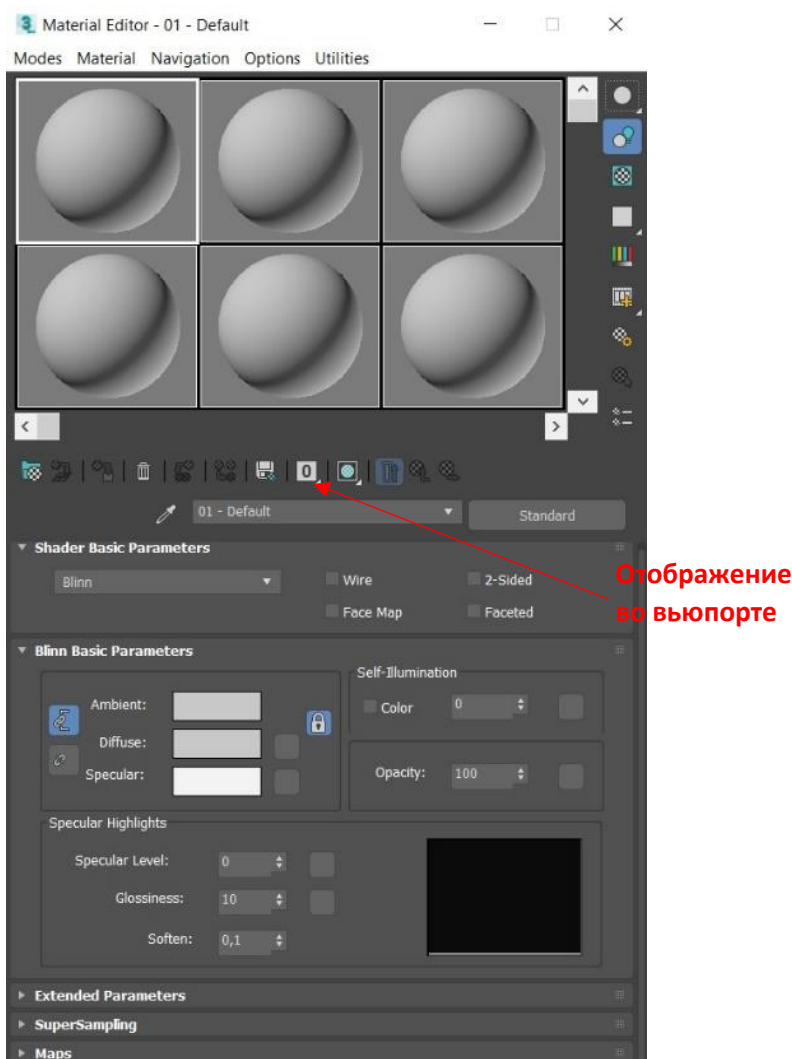 Material Editor - 01 - Default
Modes Material Navigation Options Utilities
0
01 - Default
Standard
Shader Basic Parameters
Blinn
Wire
2-Sided
Face Map
Faceted
Отображение
во вьюпорте
Blinn Basic Parameters
Ambient:
Diffuse:
Specular:
Self-Illumination
Color
0
Opacity:
100
Specular Highlights
Specular Level:
0
Glossiness:
10
Soften:
0,1
Extended Parameters
SuperSampling
Maps